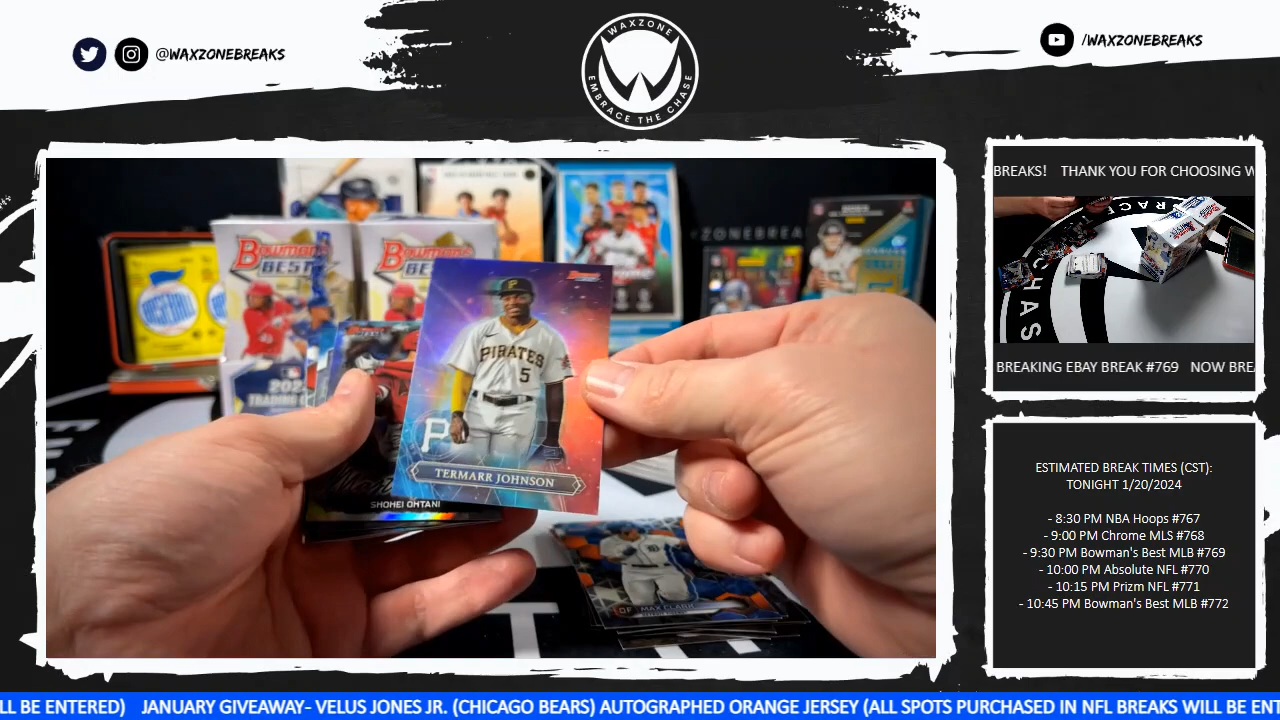 @WAXZONEBREAKS
WAXZONE
EMBRACE THE CHASE
/WAXZONEBREAKS
BREAKS! THANK YOU FOR CHOOSING W
BREAKING EBAY BREAK #769 NOW BREA
Bowman's
BEST
Bowman's
BEST
PIRATES
5
P
TERMARR JOHNSON
SHOHEI OHTANI
OF MAX CLARK
CHAS
ESTIMATED BREAK TIMES (CST):
TONIGHT 1/20/2024
- 8:30 PM NBA Hoops #767
- 9:00 PM Chrome MLS #768
- 9:30 PM Bowman's Best MLB #769
- 10:00 PM Absolute NFL #770
- 10:15 PM Prizm NFL #771
- 10:45 PM Bowman's Best MLB #772
LL BE ENTERED) JANUARY GIVEAWAY- VELUS JONES JR. (CHICAGO BEARS) AUTOGRAPHED ORANGE JERSEY (ALL SPOTS PURCHASED IN NFL BREAKS WILL BE ENT